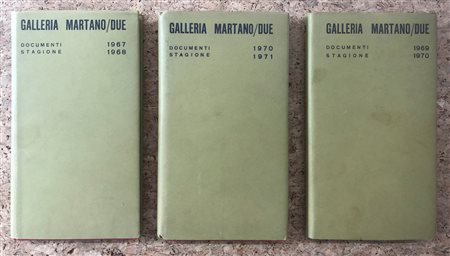 GALLERIA MARTANO/DUE
DOCUMENTI 1967
STAGIONE 1968
GALLERIA MARTANO/DUE
DOCUMENTI 1970
STAGIONE 1971
GALLERIA MARTANO/DUE
DOCUMENTI 1969
STAGIONE 1970